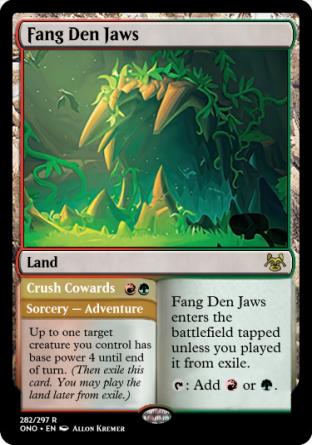 Fang Den Jaws
Land
Crush Cowards
Sorcery — Adventure
Up to one target
creature you control has
base power 4 until end
of turn. (Then exile this
card. You may play the
land later from exile.)
Fang Den Jaws
enters the
battlefield tapped
unless you played
it from exile.
: Add or .
282/297 R
ONO • EN Allon Kremer